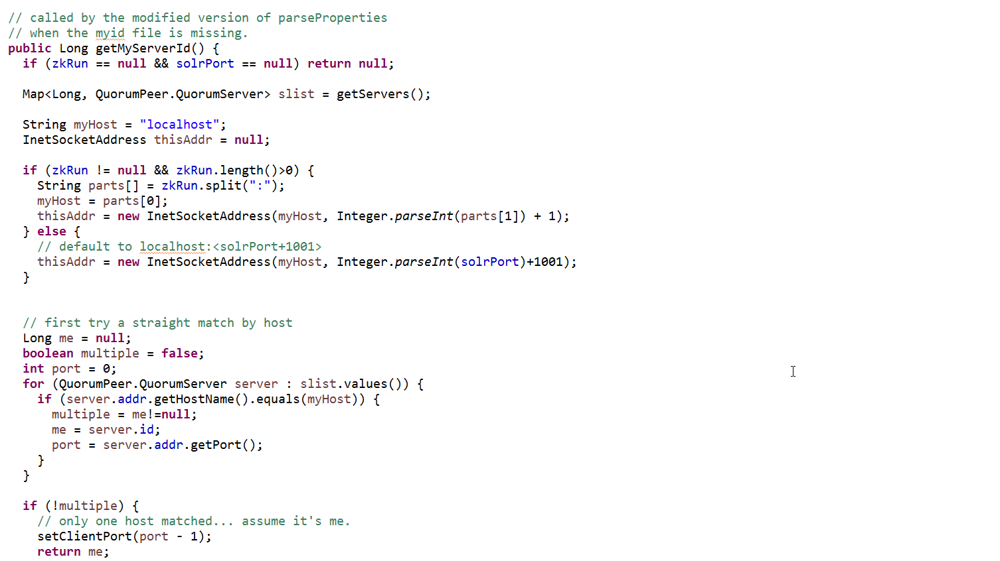 // called by the modified version of parseProperties
// when the myid file is missing.
public Long getMyServerId() {
if (zkRun == null && solrPort == null) return null;
Map<Long, QuorumPeer.QuorumServer> slist = getServers();
String myHost = "localhost";
InetSocketAddress thisAddr = null;
if (zkRun != null && zkRun.length()>0) {
String parts[] = zkRun.split(":");
myHost = parts[0];
thisAddr = new InetSocketAddress(myHost, Integer.parseInt(parts[1]) + 1);
} else {
// default to localhost:<solrPort+1001>
thisAddr = new InetSocketAddress(myHost, Integer.parseInt(solrPort)+1001);
}
// first try a straight match by host
Long me = null;
boolean multiple = false;
int port = 0;
for (QuorumPeer.QuorumServer server : slist.values()) {
if (server.addr.getHostName().equals(myHost)) {
multiple = me!=null;
me = server.id;
port = server.addr.getPort();
}
}
if (!multiple) {
// only one host matched... assume it's me.
setClientPort(port - 1);
return me;